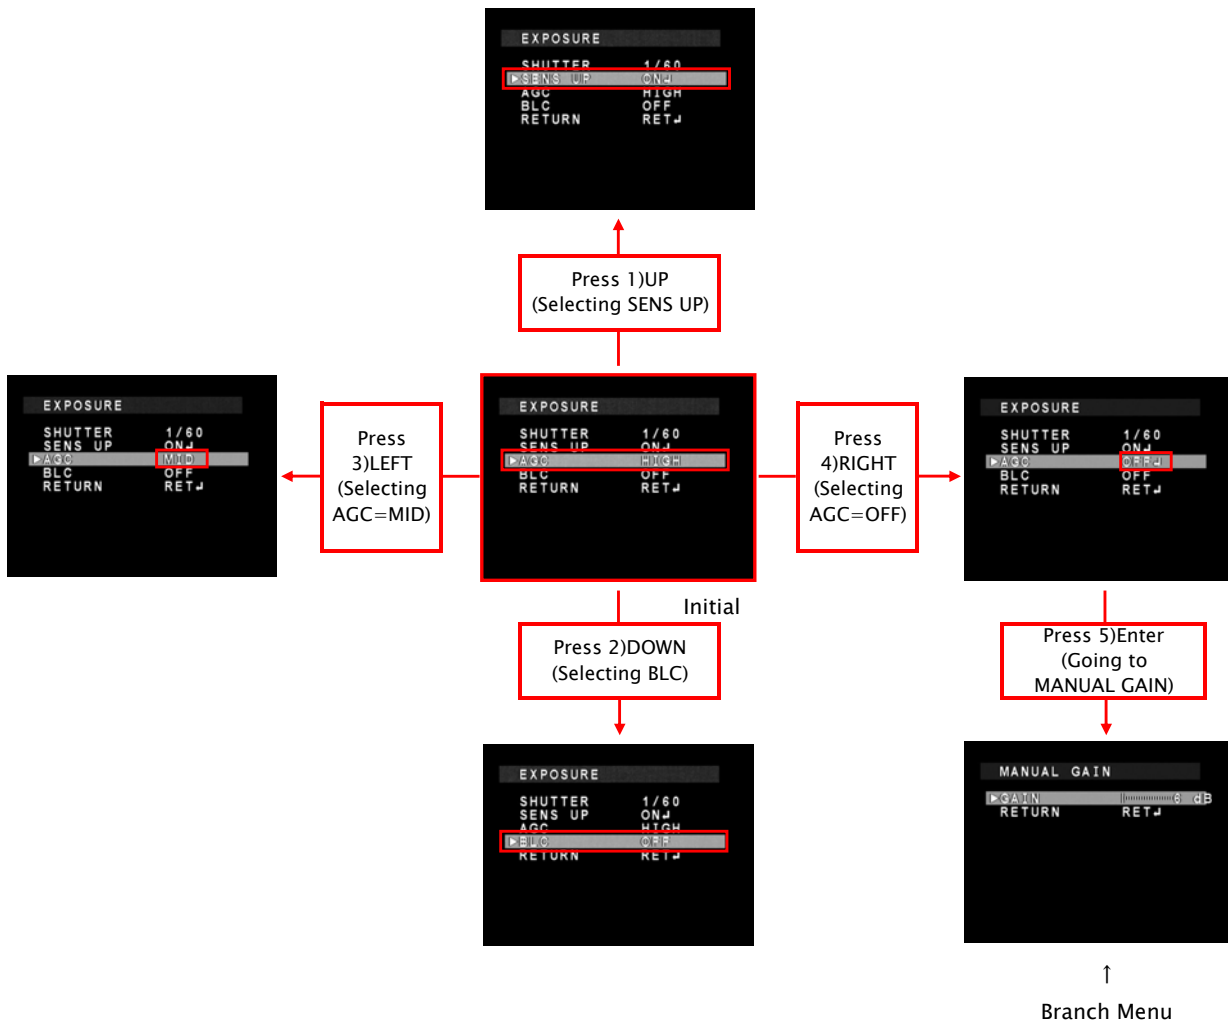 EXPOSURE
SHUTTER 1/60
▷SENS UP ON↲
AGC HIGH
BLC OFF
RETURN RET↲
Press 1)UP
(Selecting SENS UP)
EXPOSURE
SHUTTER 1/60
SENS UP ON↲
▷AGC MID
BLC OFF
RETURN RET↲
Press
3)LEFT
(Selecting
AGC=MID)
EXPOSURE
SHUTTER 1/60
SENS UP ON↲
▷AGC HIGH
BLC OFF
RETURN RET↲
Initial
Press
4)RIGHT
(Selecting
AGC=OFF)
EXPOSURE
SHUTTER 1/60
SENS UP ON↲
▷AGC OFF↲
BLC OFF
RETURN RET↲
Press 2)DOWN
(Selecting BLC)
Press 5)Enter
(Going to
MANUAL GAIN)
EXPOSURE
SHUTTER 1/60
SENS UP ON↲
AGC HIGH
▷BLC OFF
RETURN RET↲
MANUAL GAIN
▷GAIN dB
RETURN RET↲
↑
Branch Menu